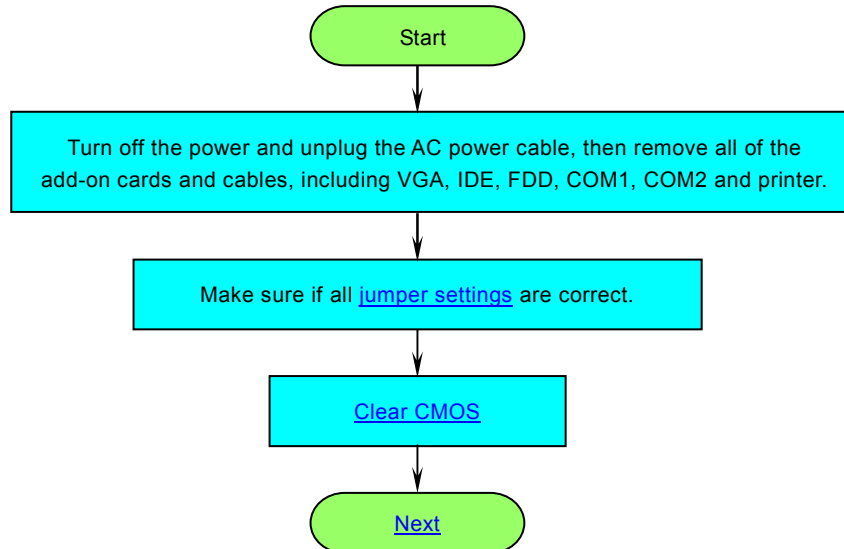 Start
Turn off the power and unplug the AC power cable, then remove all of the
add-on cards and cables, including VGA, IDE, FDD, COM1, COM2 and printer.
Make sure if all jumper settings are correct.
Clear CMOS
Next